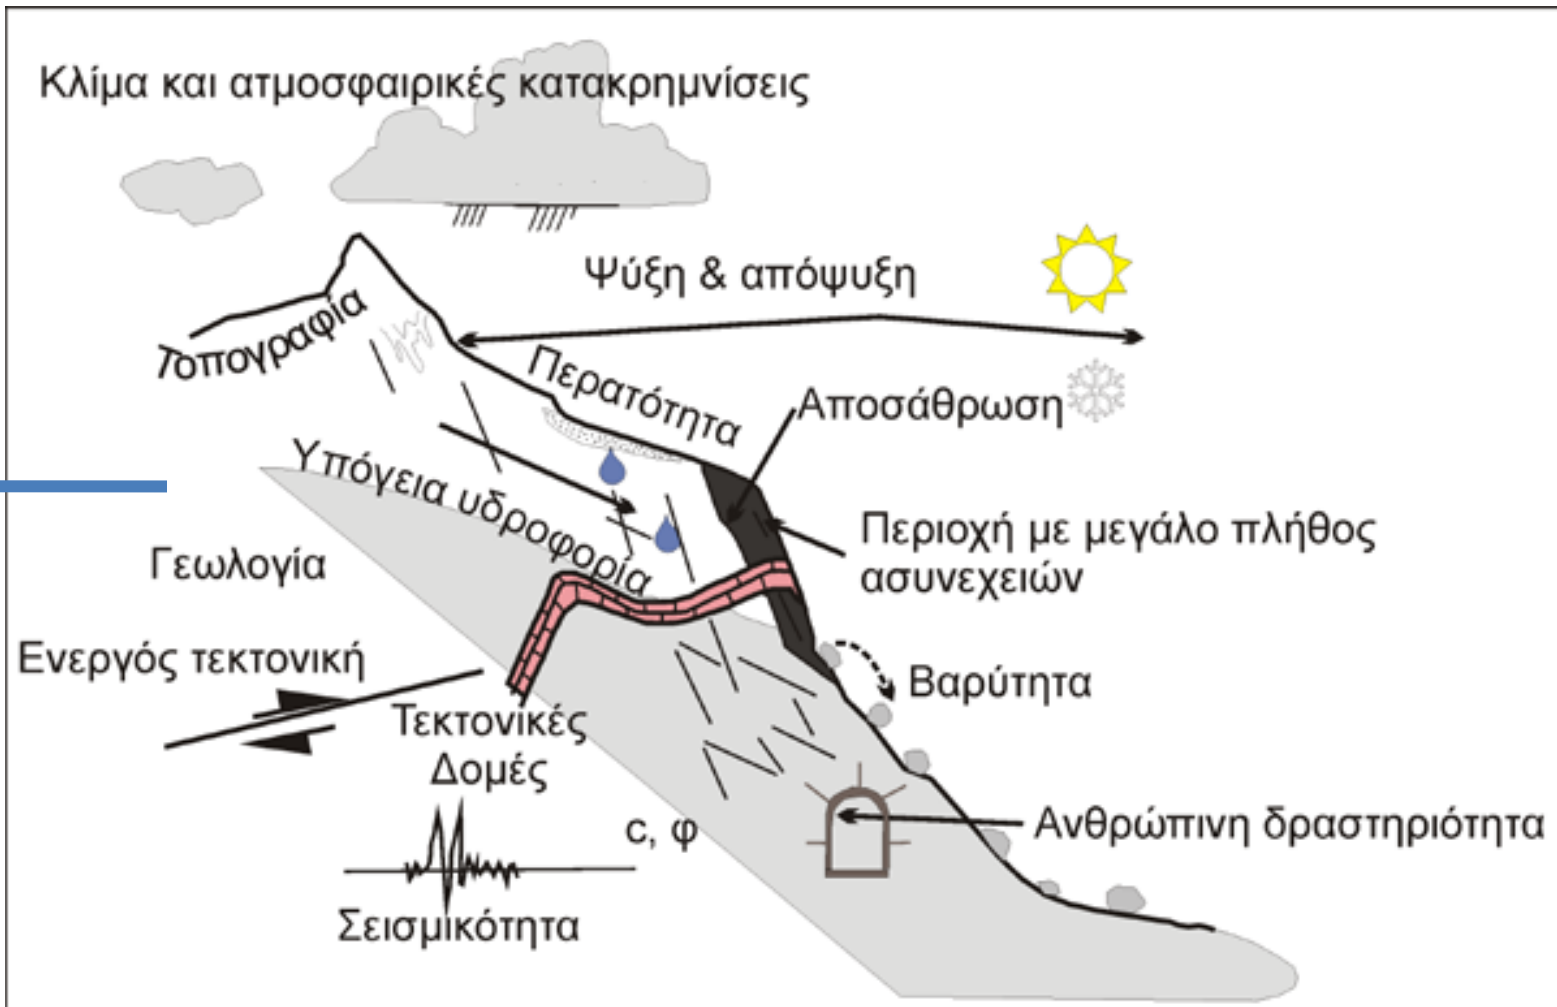 Κλίμα και ατμοσφαιρικές κατακρημνίσεις
Ψύξη & απόψυξη
Τοπογραφία
Περατότητα
Αποσάθρωση
Υπόγεια υδροφορία
Περιοχή με μεγάλο πλήθος
ασυνεχειών
Γεωλογία
Ενεργός τεκτονική
Βαρύτητα
Τεκτονικές
Δομές
c, φ
Ανθρώπινη δραστηριότητα
Σεισμικότητα